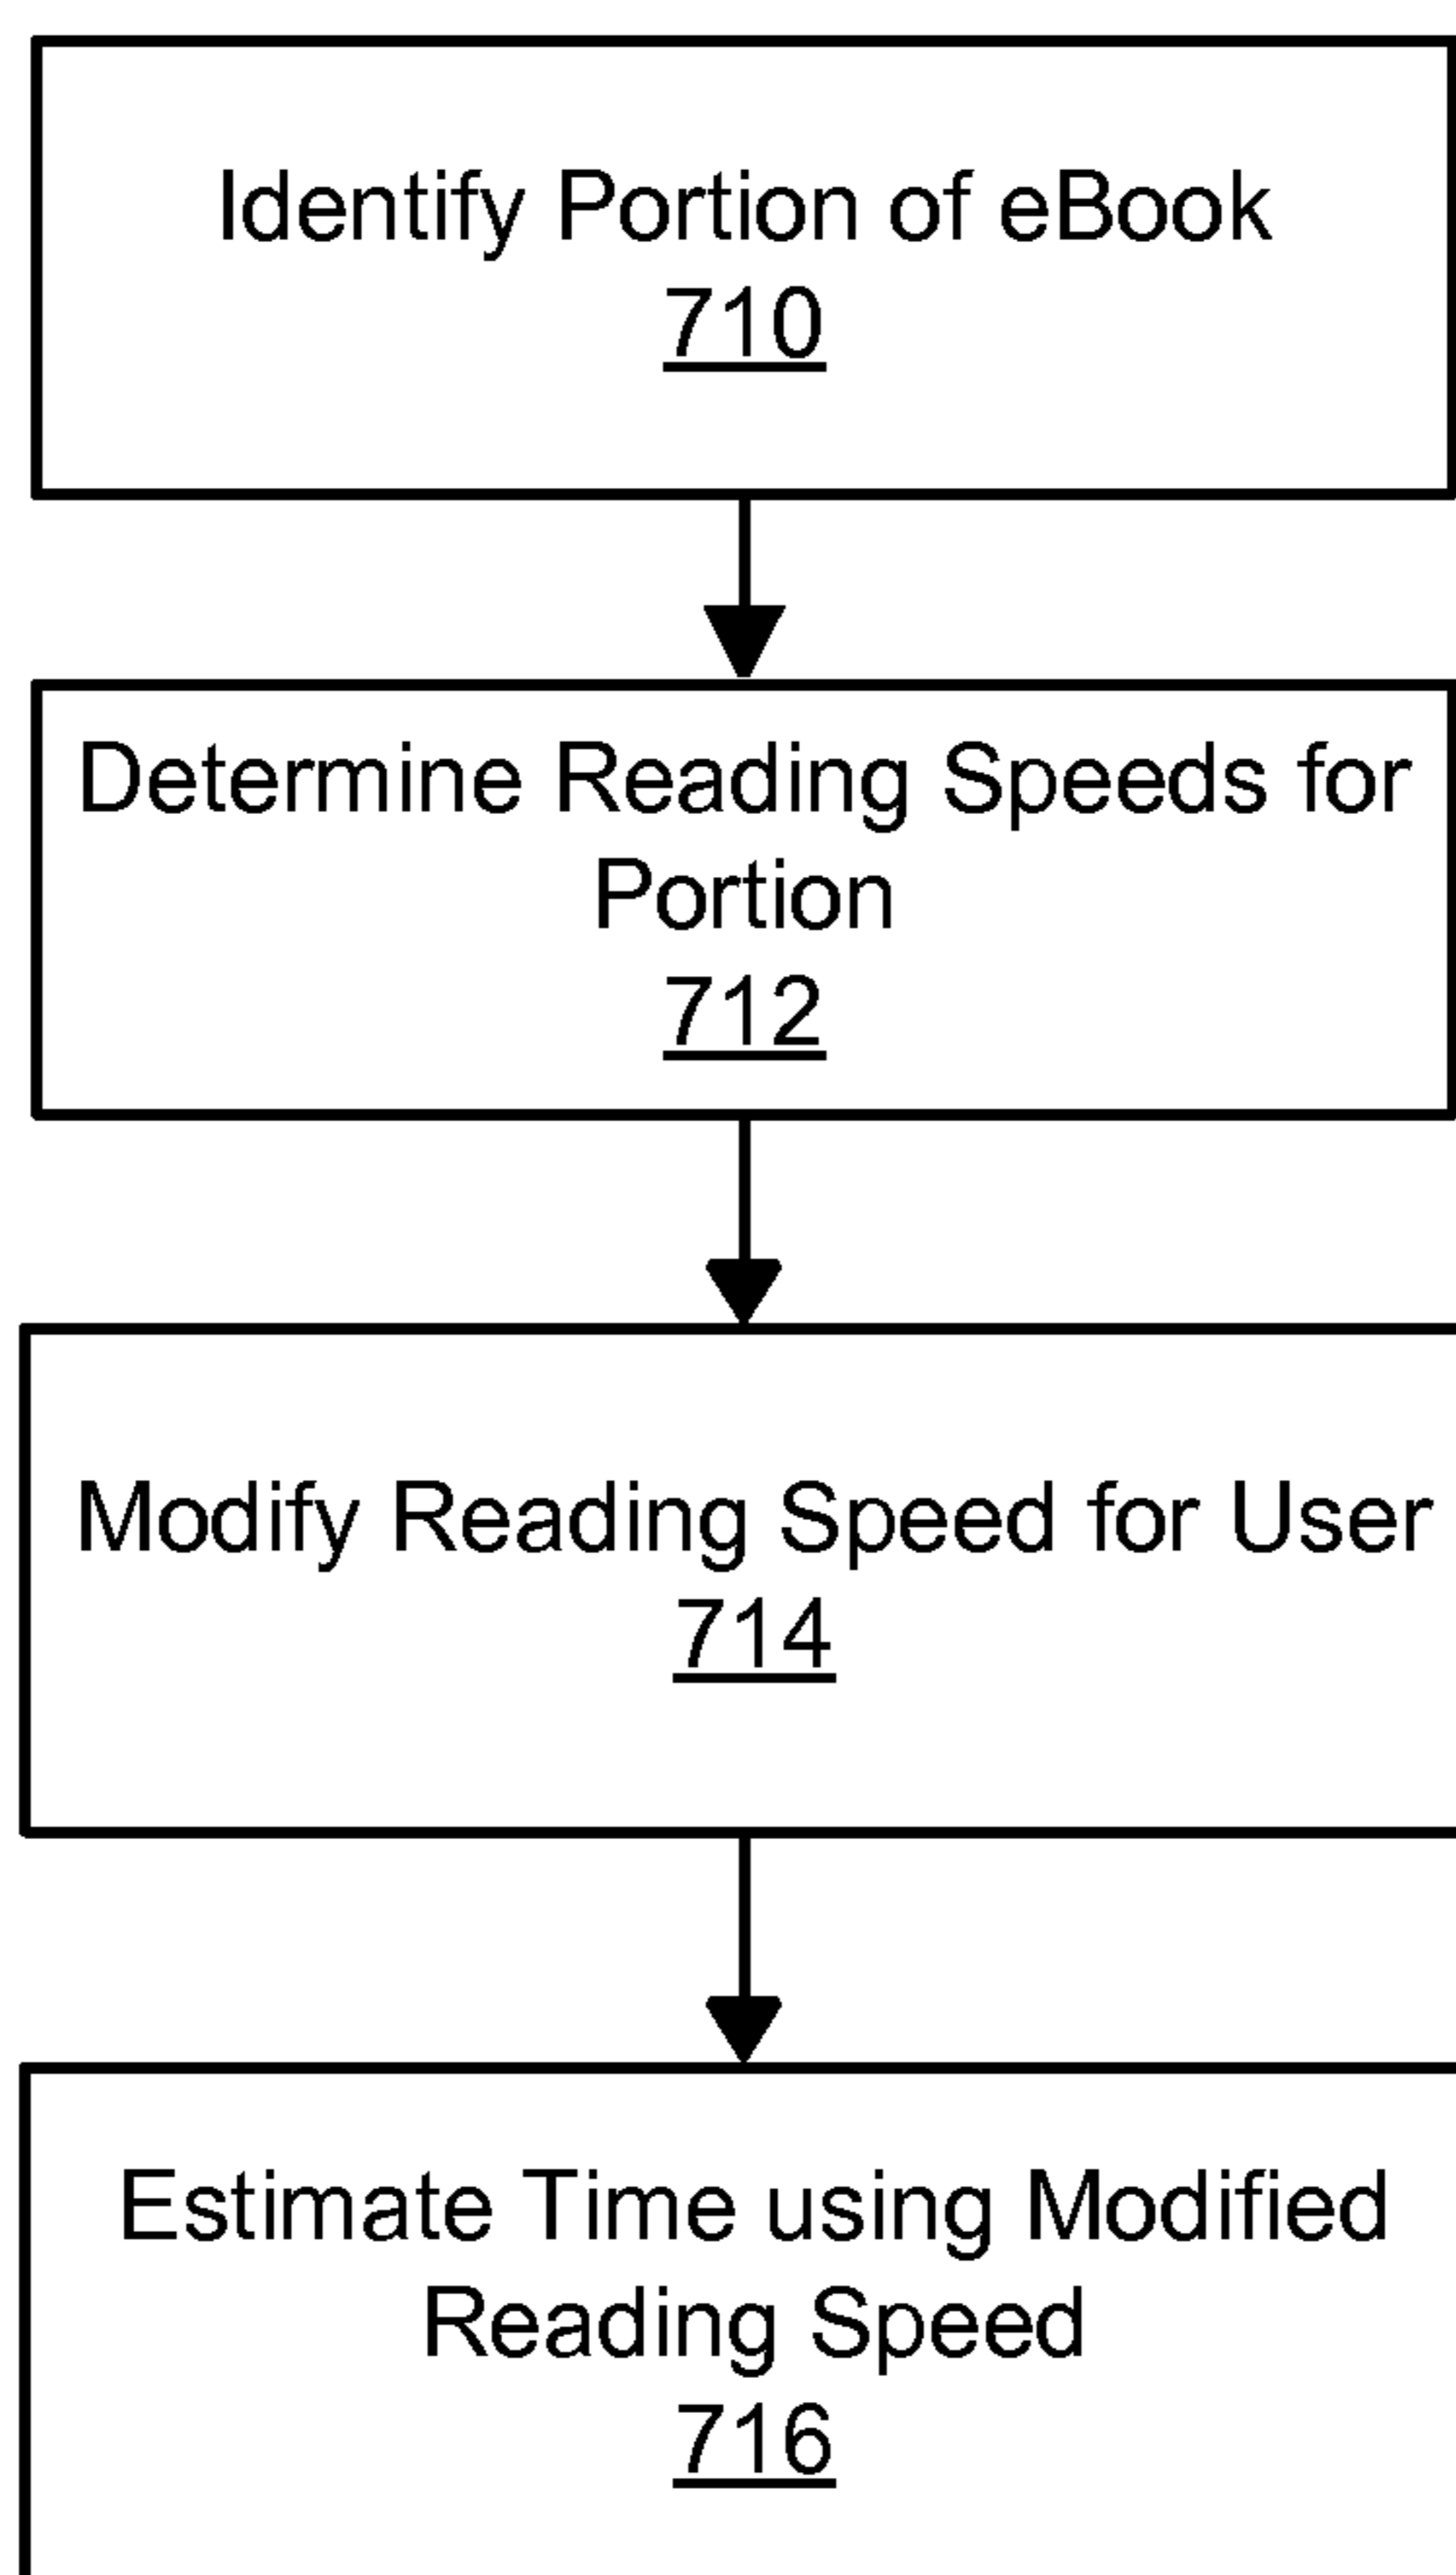 Identify Portion of eBook
710
Determine Reading Speeds for
Portion
712
Modify Reading Speed for User
714
Estimate Time using Modified
Reading Speed
716